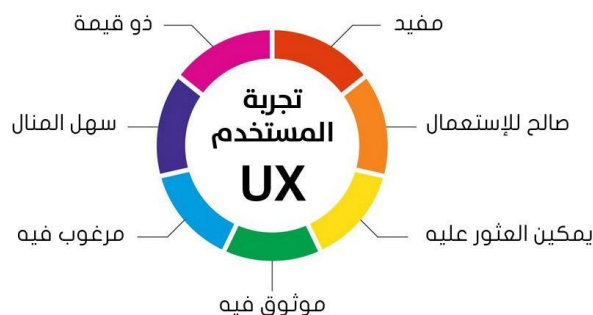 تجربة
المستخدم
UX
مفيد
صالح للإستعمال
يمكين العثور عليه
موثوق فيه
مرغوب فيه
سهل المنال
ذو قيمة